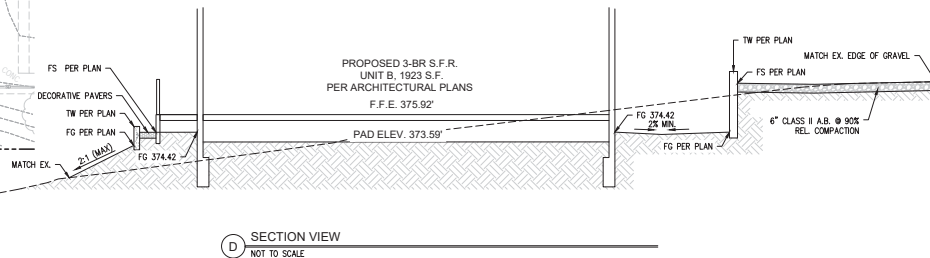 CONC
TW PER PLAN
MATCH EX. EDGE OF GRAVEL
FS PER PLAN
PROPOSED 3-BR S.F.R.
UNIT B, 1923 S.F.
PER ARCHITECTURAL PLANS
F.F.E. 375.92'
FS PER PLAN
DECORATIVE PAVERS
TW PER PLAN
FG PER PLAN
FG 374.42
2% MIN.
6" CLASS II A.B. @ 90%
REL. COMPACTION
PAD ELEV. 373.59'
FG PER PLAN
MATCH EX.
2:1 (MAX)
FG 374.42
D
SECTION VIEW
NOT TO SCALE